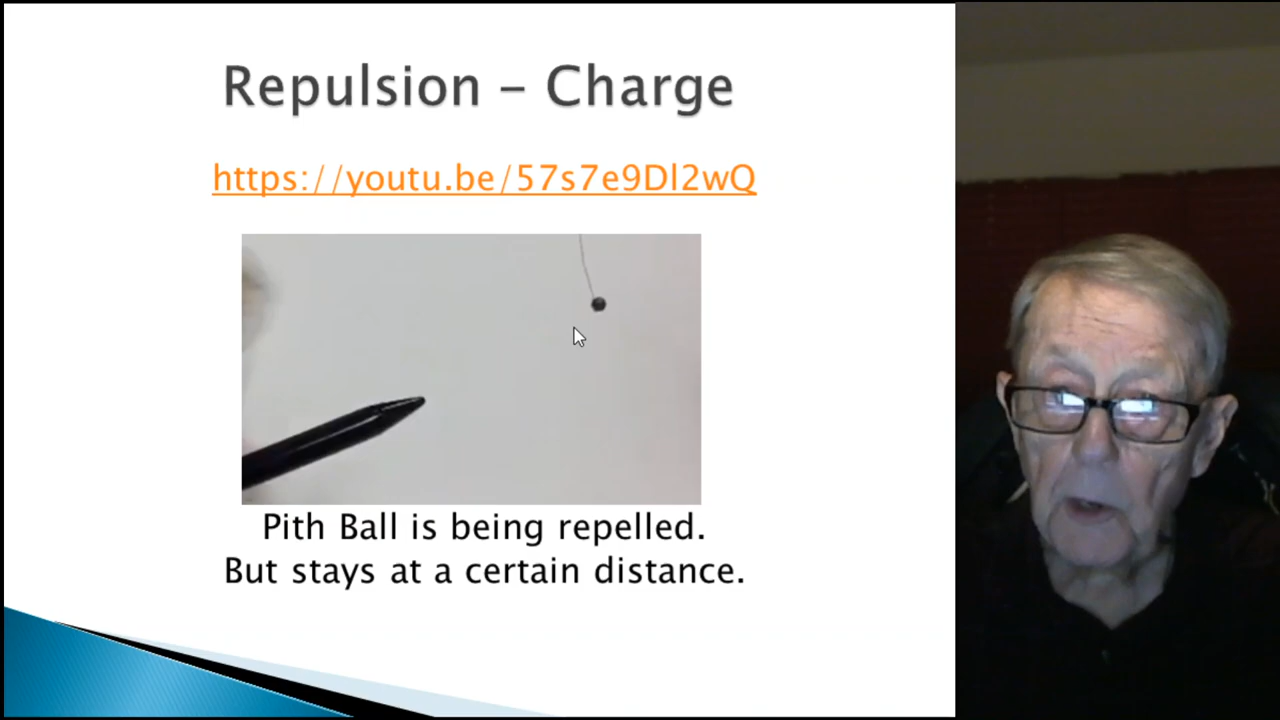 Repulsion – Charge
https://youtu.be/57s7e9Dl2wQ
Pith Ball is being repelled.
But stays at a certain distance.